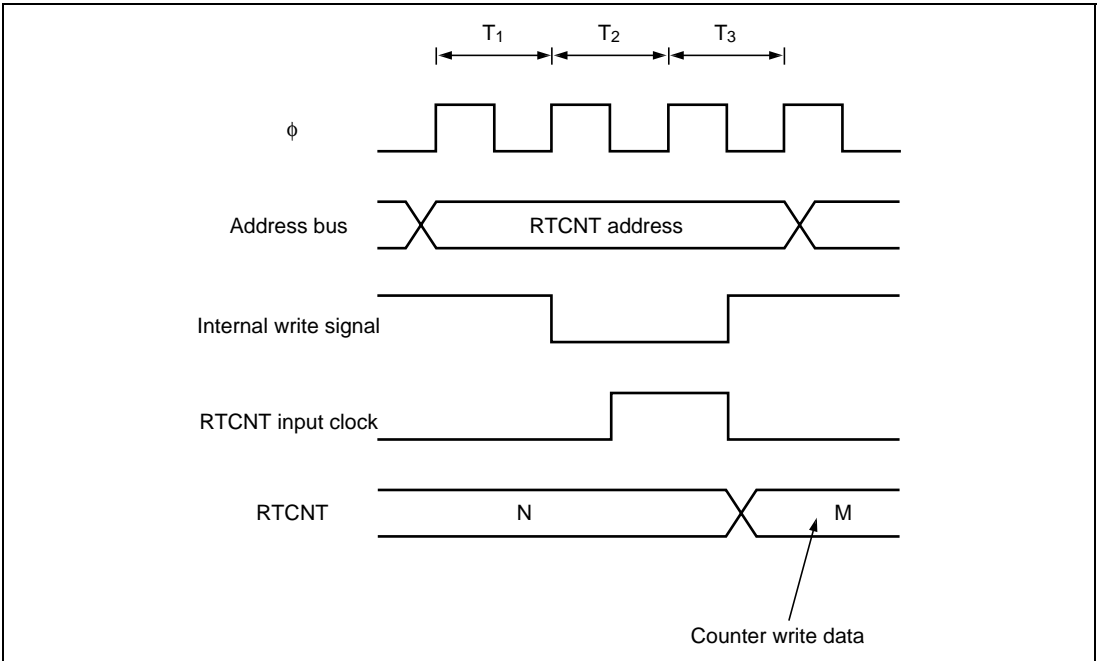 T1 T2 T3
ϕ
Address bus RTCNT address
Internal write signal
RTCNT input clock
RTCNT N M
Counter write data